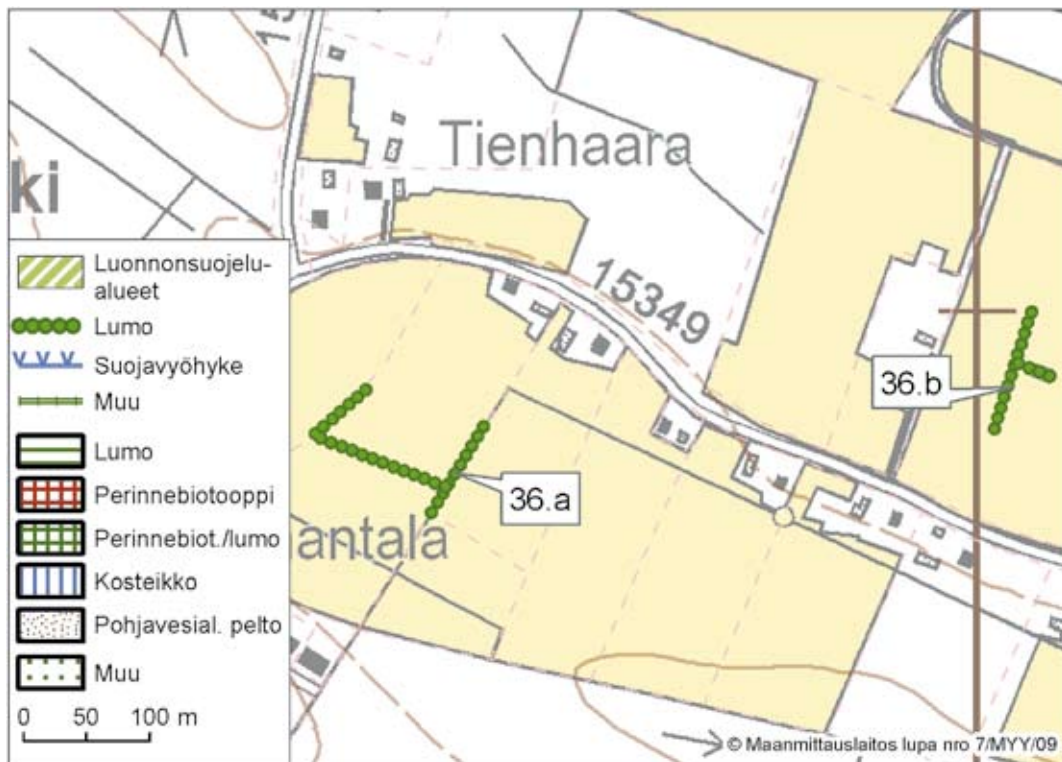 15
Tienhaara
ki
15349
36.b
36.a
antala
Luonnonsuojelu-
alueet
Lumo
Suojavyöhyke
Muu
Lumo
Perinnebiotooppi
Perinnebiot./lumo
Kosteikko
Pohjavesial. pelto
Muu
0 50 100 m
© Maanmittauslaitos lupa nro 7/MYY/09